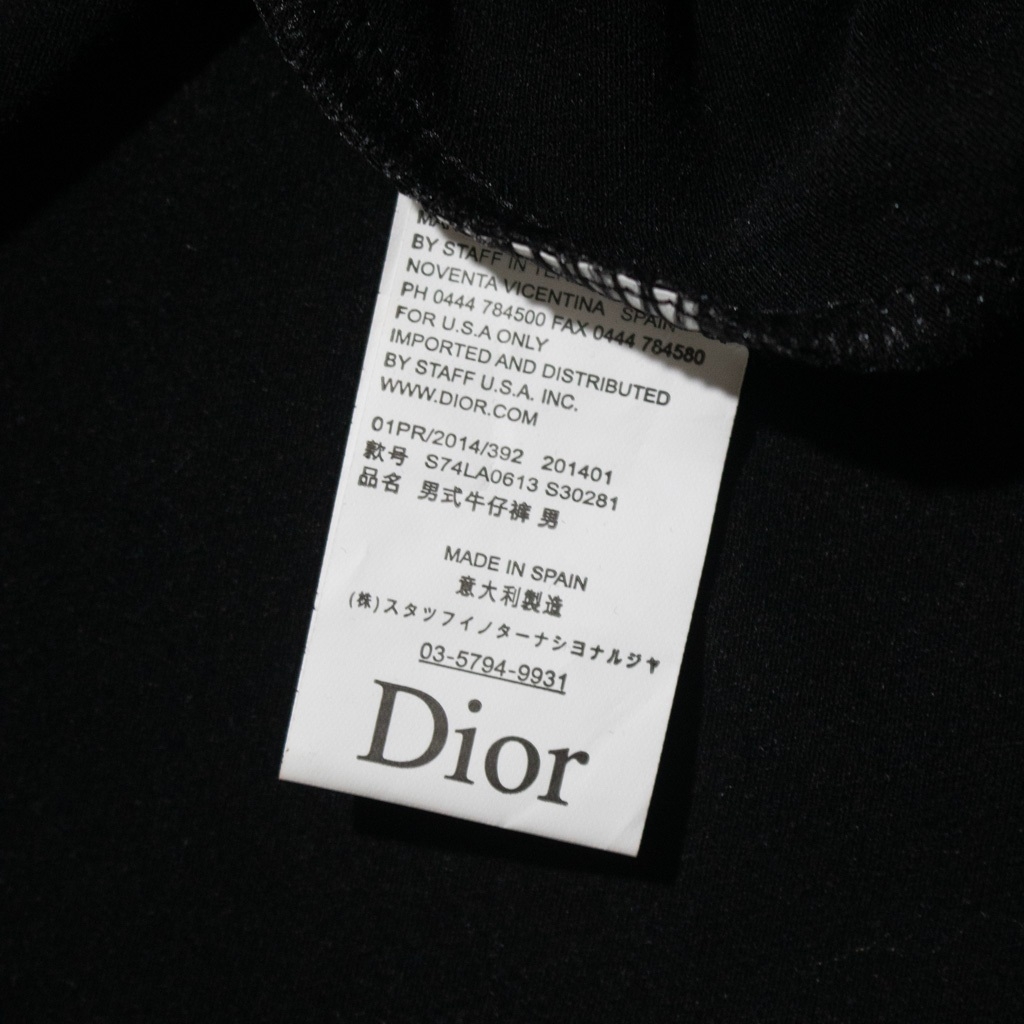 BY STAFF IN
NOVENTA VICENTINA SPAIN
PH 0444 784500 FAX 0444 784580
FOR U.S.A ONLY
IMPORTED AND DISTRIBUTED
BY STAFF U.S.A. INC.
WWW.DIOR.COM
01PR/2014/392 201401
款号 S74LA0613 S30281
品名 男式牛仔裤 男
MADE IN SPAIN
意大利製造
(株)スタツフイノターナシヨナルジヤ
03-5794-9931
Dior